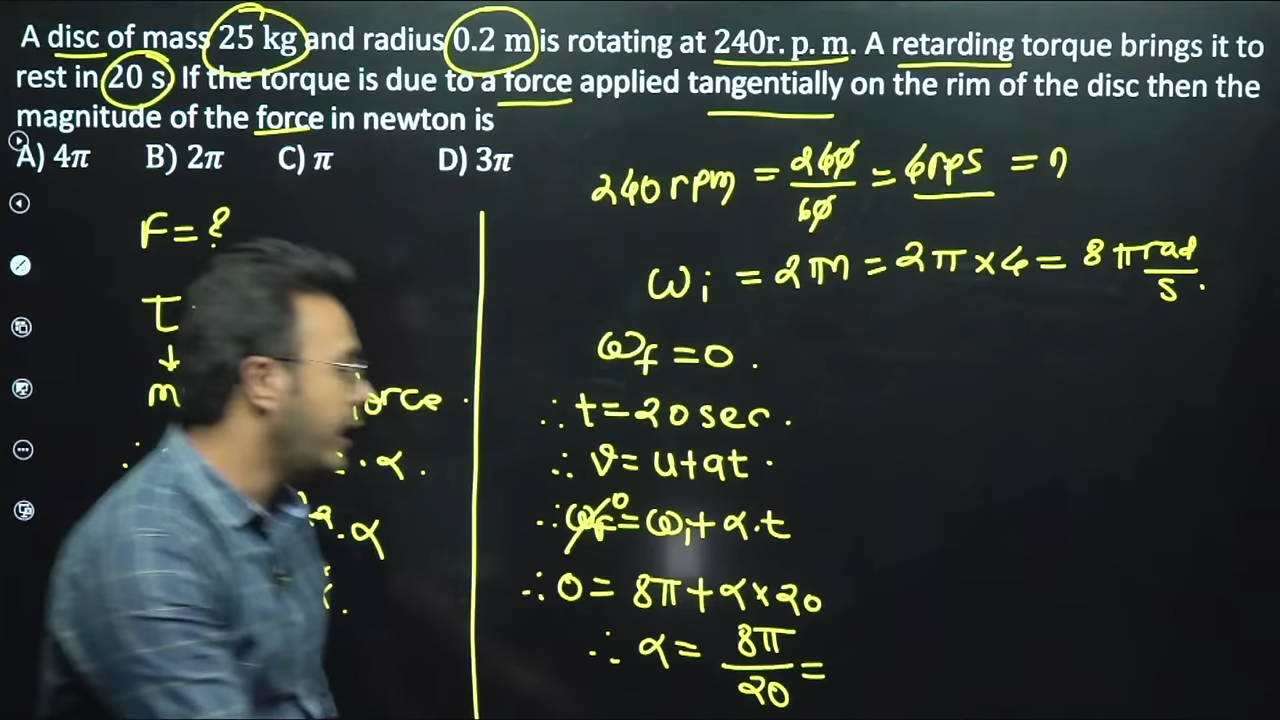 A disc of mass 25 kg and radius 0.2 m is rotating at 240r. p. m. A retarding torque brings it to
rest in 20 s. If the torque is due to a force applied tangentially on the rim of the disc then the
magnitude of the force in newton is
A) 4π B) 2π C) π D) 3π
F = ?
τ
↓
m
force .
. α .
. α
240 rpm = 240/60 = 4rps = n
ωi = 2πn = 2π × 4 = 8π rad/s .
ωf = 0 .
∴ t = 20 sec .
∴ v = u + at .
∴ ωf⁰ = ωi + α . t
∴ 0 = 8π + α × 20
∴ α = 8π/20 =